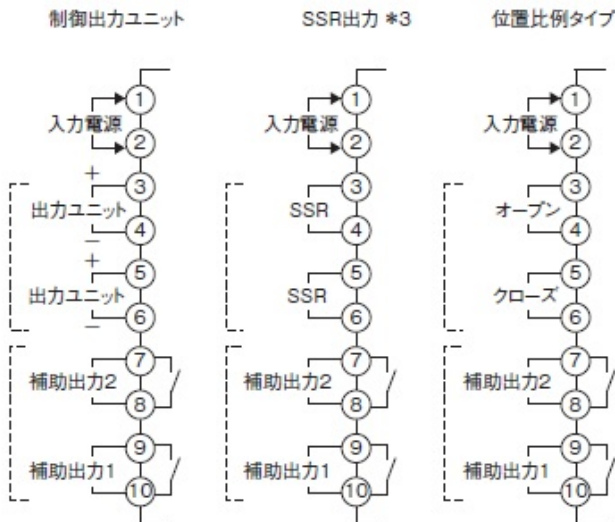 制御出力ユニット
入力電源
1
2
+
出力ユニット
−
3
4
+
出力ユニット
−
5
6
補助出力2
7
8
補助出力1
9
10
SSR出力 *3
入力電源
1
2
SSR
3
4
SSR
5
6
補助出力2
7
8
補助出力1
9
10
位置比例タイプ
入力電源
1
2
オープン
3
4
クローズ
5
6
補助出力2
7
8
補助出力1
9
10